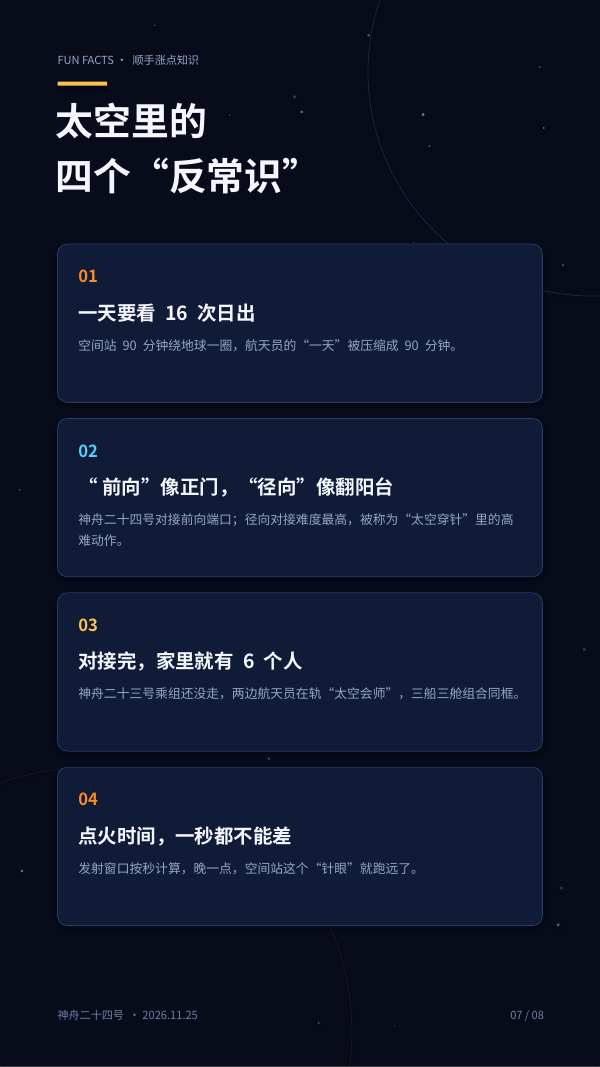 FUN FACTS · 顺手涨点知识
太空里的
四个“反常识”
01
一天要看 16 次日出
空间站 90 分钟绕地球一圈，航天员的“一天”被压缩成 90 分钟。
02
“前向”像正门，“径向”像翻阳台
神舟二十四号对接前向端口；径向对接难度最高，被称为“太空穿针”里的高
难动作。
03
对接完，家里就有 6 个人
神舟二十三号乘组还没走，两边航天员在轨“太空会师”，三船三舱组合同框。
04
点火时间，一秒都不能差
发射窗口按秒计算，晚一点，空间站这个“针眼”就跑远了。
神舟二十四号 · 2026.11.25
07 / 08